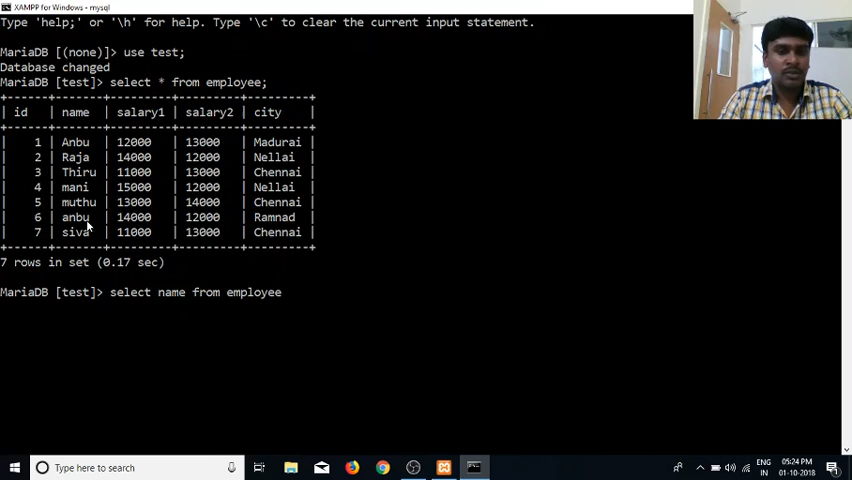 XAMPP for Windows - mysql
Type 'help;' or '\h' for help. Type '\c' to clear the current input statement.
MariaDB [(none)]> use test;
Database changed
MariaDB [test]> select * from employee;
+------+-------+---------+---------+---------+
| id | name | salary1 | salary2 | city |
+------+-------+---------+---------+---------+
| 1 | Anbu | 12000 | 13000 | Madurai |
| 2 | Raja | 14000 | 12000 | Nellai |
| 3 | Thiru | 11000 | 13000 | Chennai |
| 4 | mani | 15000 | 12000 | Nellai |
| 5 | muthu | 13000 | 14000 | Chennai |
| 6 | anbu | 14000 | 12000 | Ramnad |
| 7 | siva | 11000 | 13000 | Chennai |
+------+-------+---------+---------+---------+
7 rows in set (0.17 sec)
MariaDB [test]> select name from employee
Type here to search
ENG
IN
05:24 PM
01-10-2018